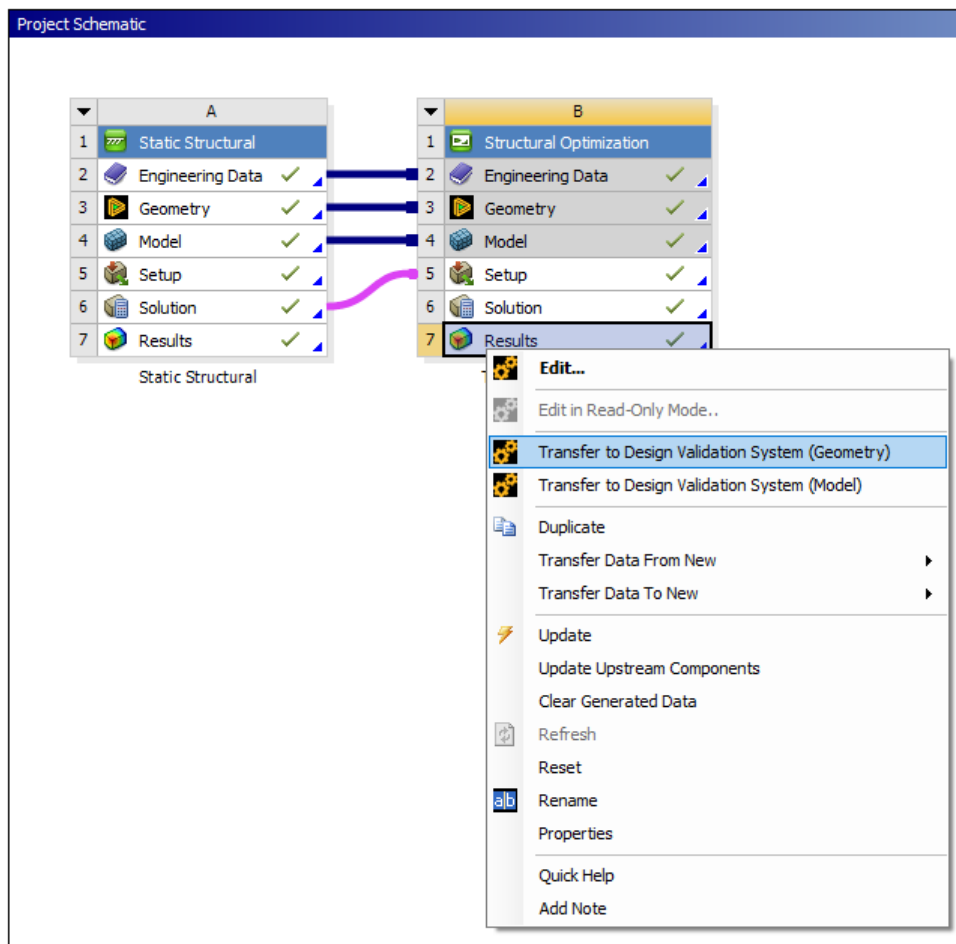 Project Schematic
A
1 Static Structural
2 Engineering Data
3 Geometry
4 Model
5 Setup
6 Solution
7 Results
Static Structural
B
1 Structural Optimization
2 Engineering Data
3 Geometry
4 Model
5 Setup
6 Solution
7 Results
Edit...
Edit in Read-Only Mode..
Transfer to Design Validation System (Geometry)
Transfer to Design Validation System (Model)
Duplicate
Transfer Data From New
Transfer Data To New
Update
Update Upstream Components
Clear Generated Data
Refresh
Reset
a|b Rename
Properties
Quick Help
Add Note